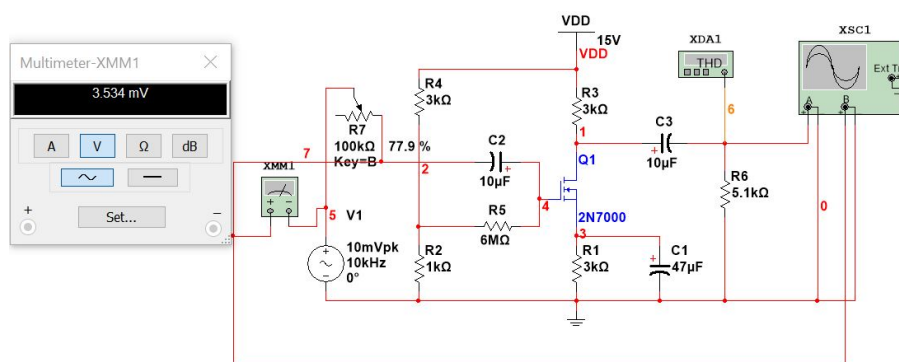 Multimeter-XMM1
3.534 mV
A
V
Ω
dB
Set...
+
−
VDD
15V
VDD
XDA1
THD
XSC1
Ext Tr
A
B
R4
3kΩ
R3
3kΩ
1
C3
10µF
6
R7
100kΩ
Key=B
77.9 %
7
2
C2
10µF
Q1
4
2N7000
R6
5.1kΩ
0
XMM1
5
V1
R5
6MΩ
3
10mVpk
10kHz
0°
R2
1kΩ
R1
3kΩ
C1
47µF